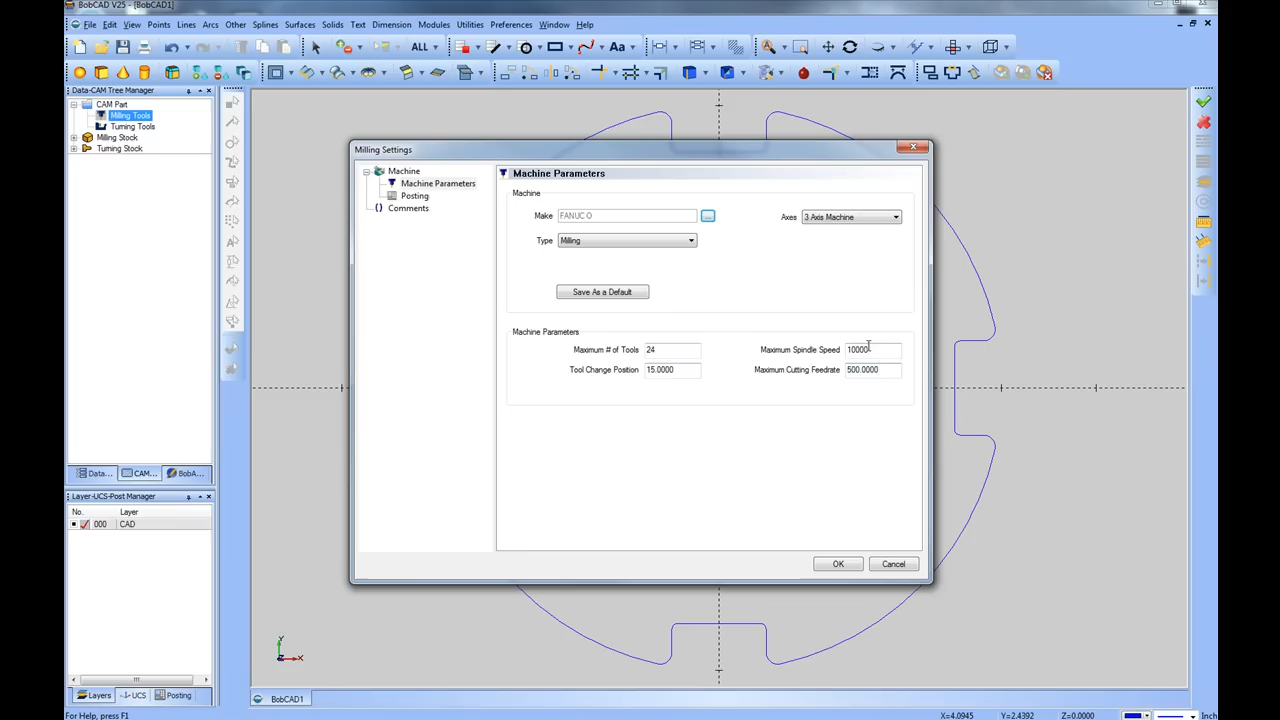 BobCAD V25 - [BobCAD1]
File Edit View Points Lines Arcs Other Splines Surfaces Solids Text Dimension Modules Utilities Preferences Window Help
ALL Aa
Data-CAM Tree Manager
CAM Part
Milling Tools
Turning Tools
Milling Stock
Turning Stock
Milling Settings
Machine
Machine Parameters
Posting
Comments
Machine Parameters
Machine
Make FANUC O ... Axes 3 Axis Machine
Type Milling
Save As a Default
Machine Parameters
Maximum # of Tools 24 Maximum Spindle Speed 10000
Tool Change Position 15.0000 Maximum Cutting Feedrate 500.0000
OK Cancel
Data... CAM... BobA...
Layer-UCS-Post Manager
No. Layer
000 CAD
Y
Z X
Layers UCS Posting
BobCAD1
For Help, press F1 X=4.0945 Y=2.4392 Z=0.0000 Inch